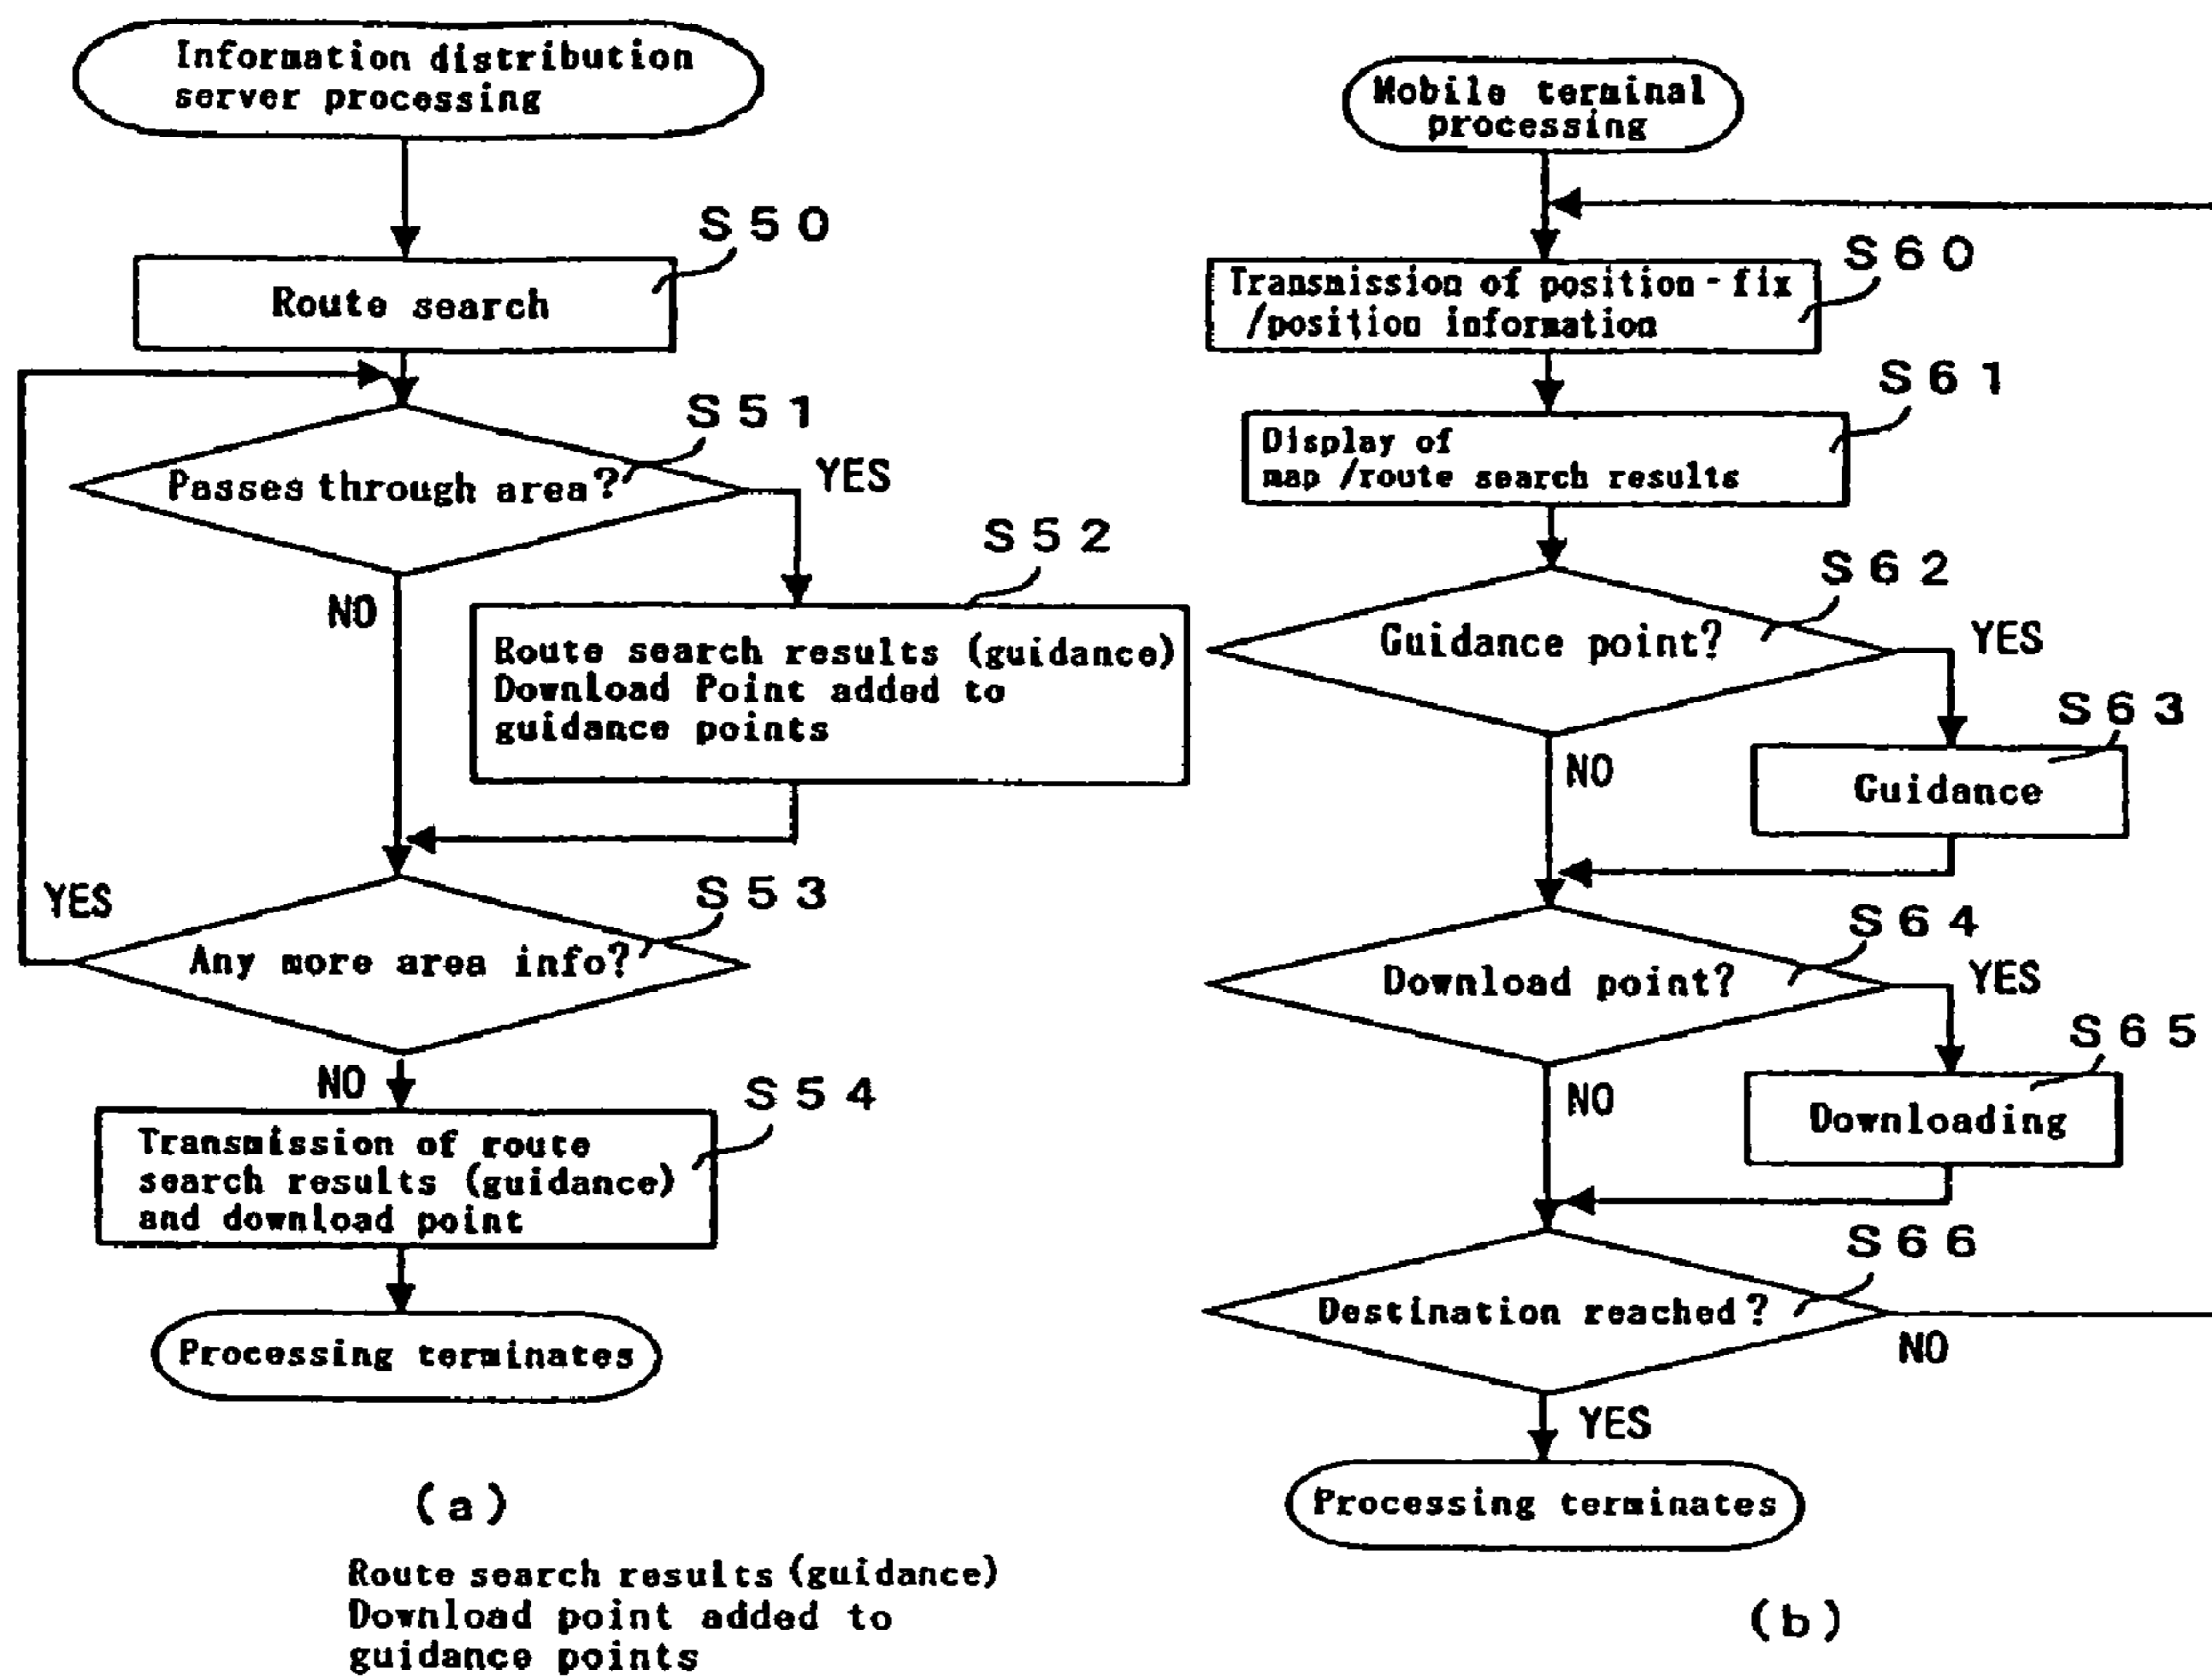 Information distribution
server processing
S50
Route search
S51
Passes through area?
YES
NO
S52
Route search results (guidance)
Download Point added to
guidance points
S53
Any more area info?
YES
NO
S54
Transmission of route
search results (guidance)
and download point
Processing terminates
(a)
Route search results (guidance)
Download point added to
guidance points
Mobile terminal
processing
S60
Transmission of position-fix
/position information
S61
Display of
map /route search results
S62
Guidance point?
YES
NO
S63
Guidance
S64
Download point?
YES
NO
S65
Downloading
S66
Destination reached?
NO
YES
Processing terminates
(b)